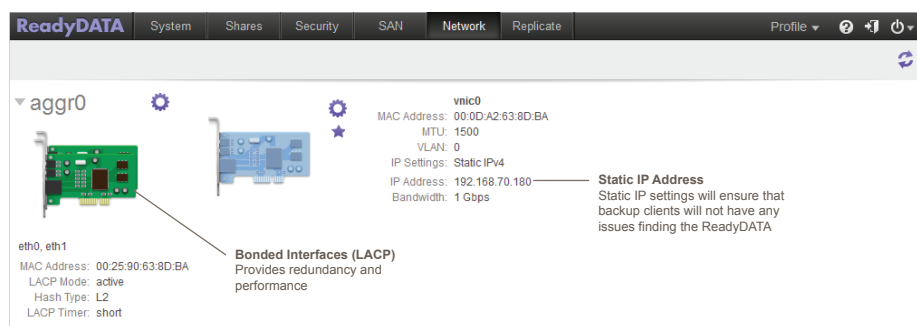 ReadyDATA System Shares Security SAN Network Replicate Profile
aggr0
vnic0
MAC Address: 00:0D:A2:63:8D:BA
MTU: 1500
VLAN: 0
IP Settings: Static IPv4
IP Address: 192.168.70.180
Bandwidth: 1 Gbps
Static IP Address
Static IP settings will ensure that
backup clients will not have any
issues finding the ReadyDATA
Bonded Interfaces (LACP)
Provides redundancy and
performance
eth0, eth1
MAC Address: 00:25:90:63:8D:BA
LACP Mode: active
Hash Type: L2
LACP Timer: short